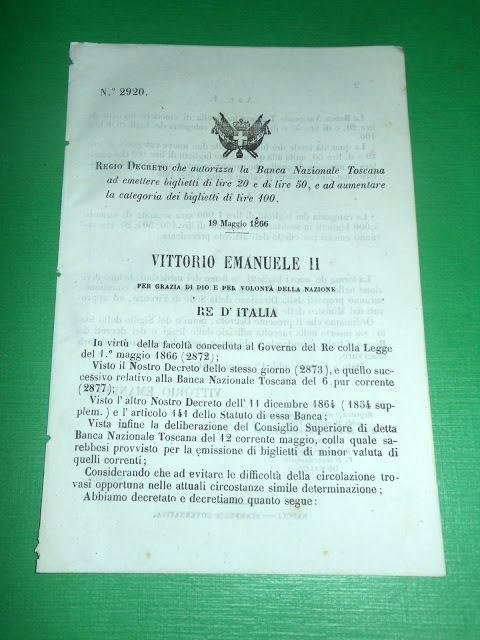 N.° 2920.
REGIO DECRETO che autorizza la Banca Nazionale Toscana
ad emettere biglietti di lire 20 e di lire 50, e ad aumentare
la categoria dei biglietti di lire 100.
19 Maggio 1866
VITTORIO EMANUELE II
PER GRAZIA DI DIO E PER VOLONTÀ DELLA NAZIONE
RE D' ITALIA
In virtù della facoltà conceduta al Governo del Re colla Legge
del 1.° maggio 1866 (2872);
Visto il Nostro Decreto dello stesso giorno (2873), e quello suc-
cessivo relativo alla Banca Nazionale Toscana del 6 pur corrente
(2877);
Visto l'altro Nostro Decreto dell' 11 dicembre 1864 (1854 sup-
plem.) e l' articolo 141 dello Statuto di essa Banca;
Vista infine la deliberazione del Consiglio Superiore di detta
Banca Nazionale Toscana del 12 corrente maggio, colla quale sa-
rebbesi provvisto per la emissione di biglietti di minor valuta di
quelli correnti;
Considerando che ad evitare le difficoltà della circolazione tro-
vasi opportuna nelle attuali circostanze simile determinazione;
Abbiamo decretato e decretiamo quanto segue: